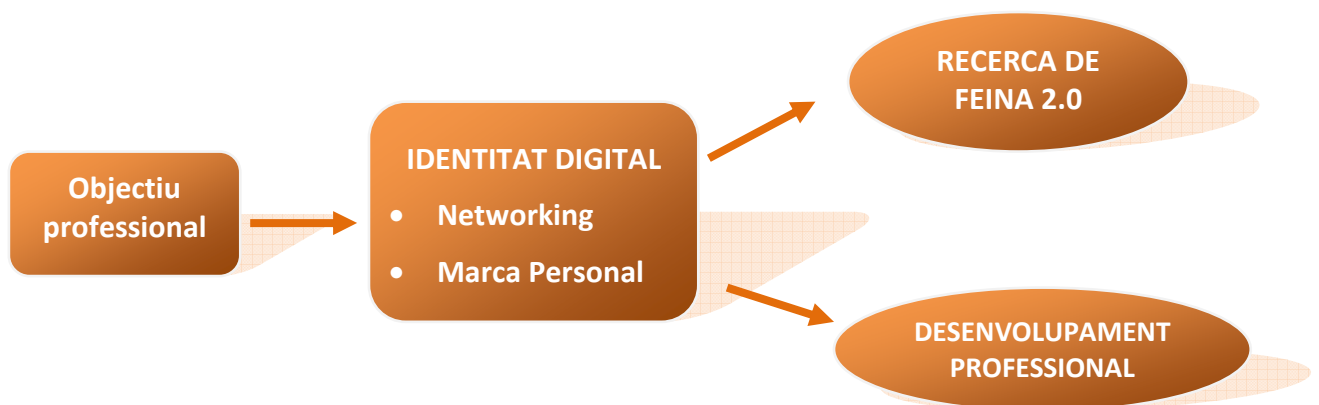 Objectiu
professional
IDENTITAT DIGITAL
• Networking
• Marca Personal
RECERCA DE
FEINA 2.0
DESENVOLUPAMENT
PROFESSIONAL